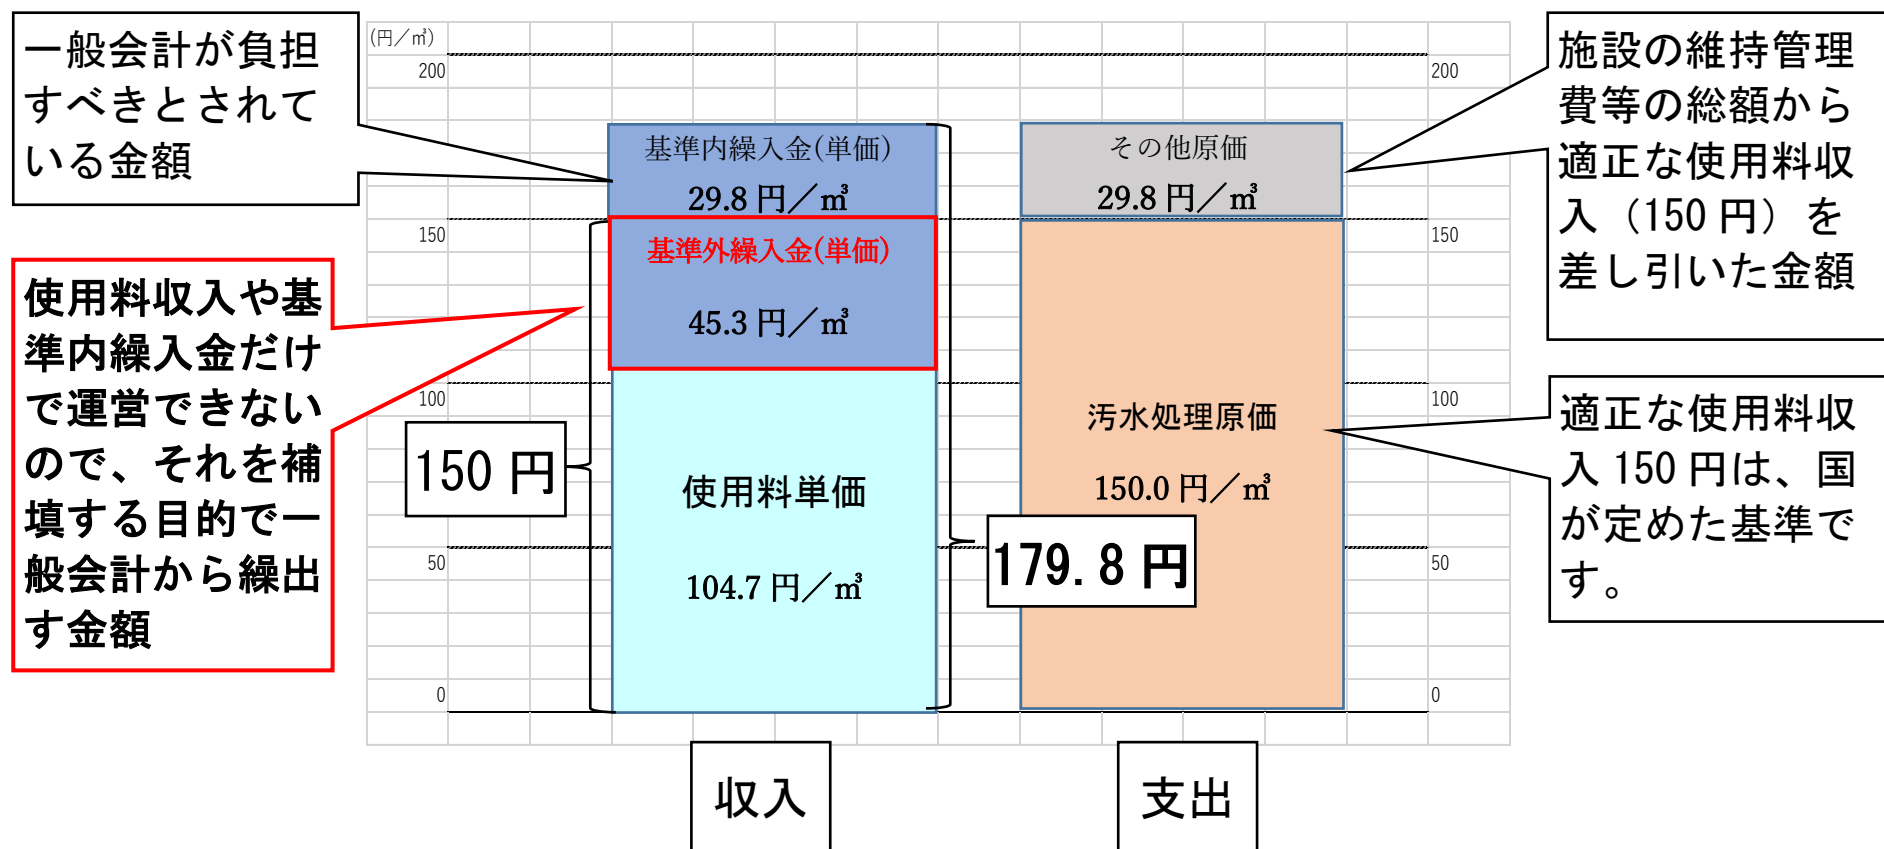 一般会計が負担
すべきとされて
いる金額
使用料収入や基
準内繰入金だけ
で運営できない
ので、それを補
填する目的で一
般会計から繰出
す金額
(円／㎥)
200
150
100
50
0
基準内繰入金(単価)
29.8 円／㎥
基準外繰入金(単価)
45.3 円／㎥
150 円
使用料単価
104.7 円／㎥
179.8 円
その他原価
29.8 円／㎥
汚水処理原価
150.0 円／㎥
200
150
100
50
0
施設の維持管理
費等の総額から
適正な使用料収
入（150 円）を
差し引いた金額
適正な使用料収
入 150 円は、国
が定めた基準で
す。
収入
支出